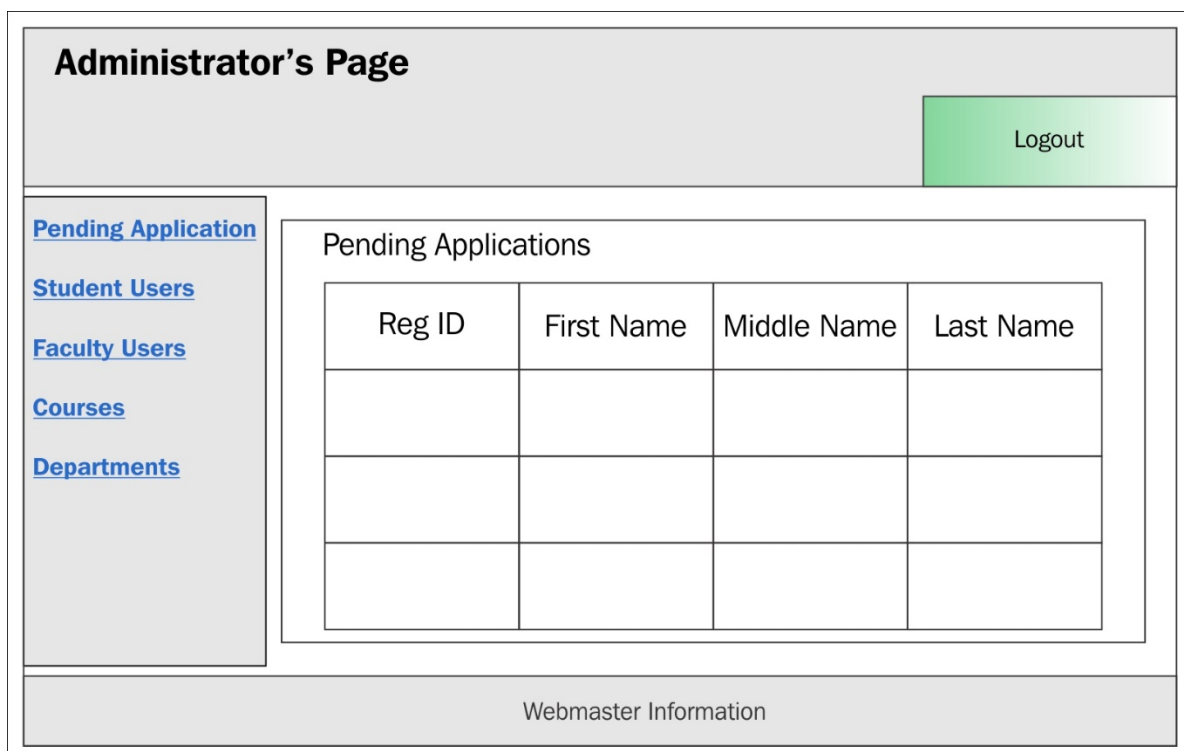 Administrator’s Page
Logout
Pending Application
Student Users
Faculty Users
Courses
Departments
Pending Applications
Reg ID First Name Middle Name Last Name
Webmaster Information